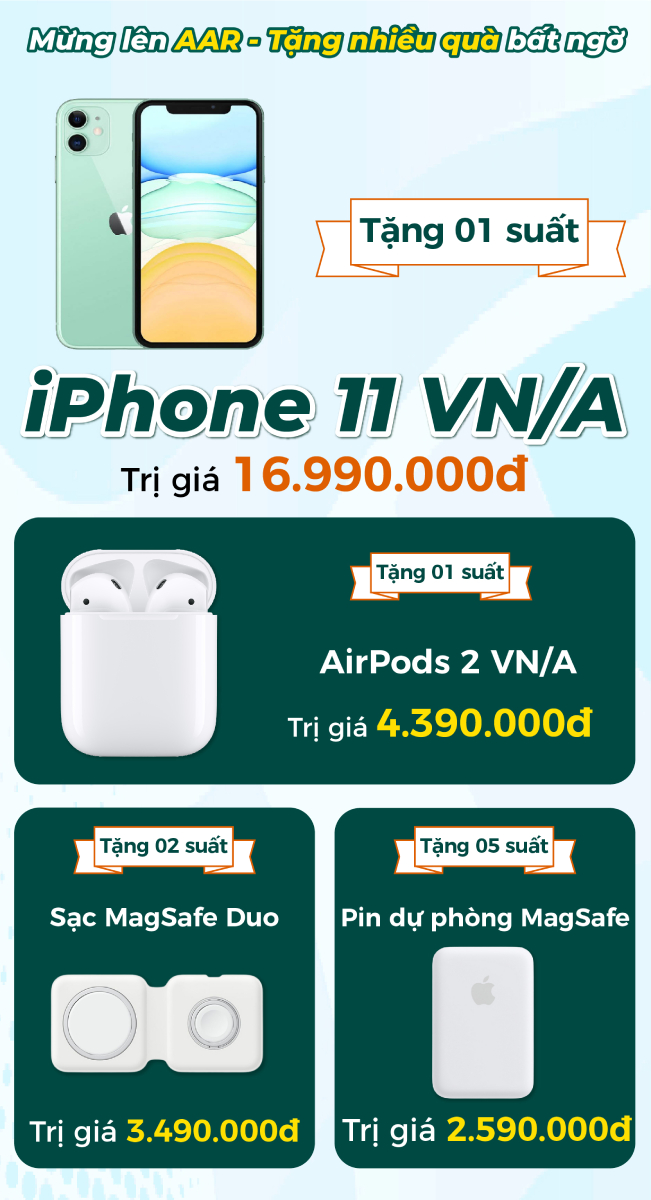 Mừng lên AAR - Tặng nhiều quà bất ngờ
Tặng 01 suất
iPhone 11 VN/A
Trị giá 16.990.000đ
Tặng 01 suất
AirPods 2 VN/A
Trị giá 4.390.000đ
Tặng 02 suất
Sạc MagSafe Duo
Trị giá 3.490.000đ
Tặng 05 suất
Pin dự phòng MagSafe
Trị giá 2.590.000đ